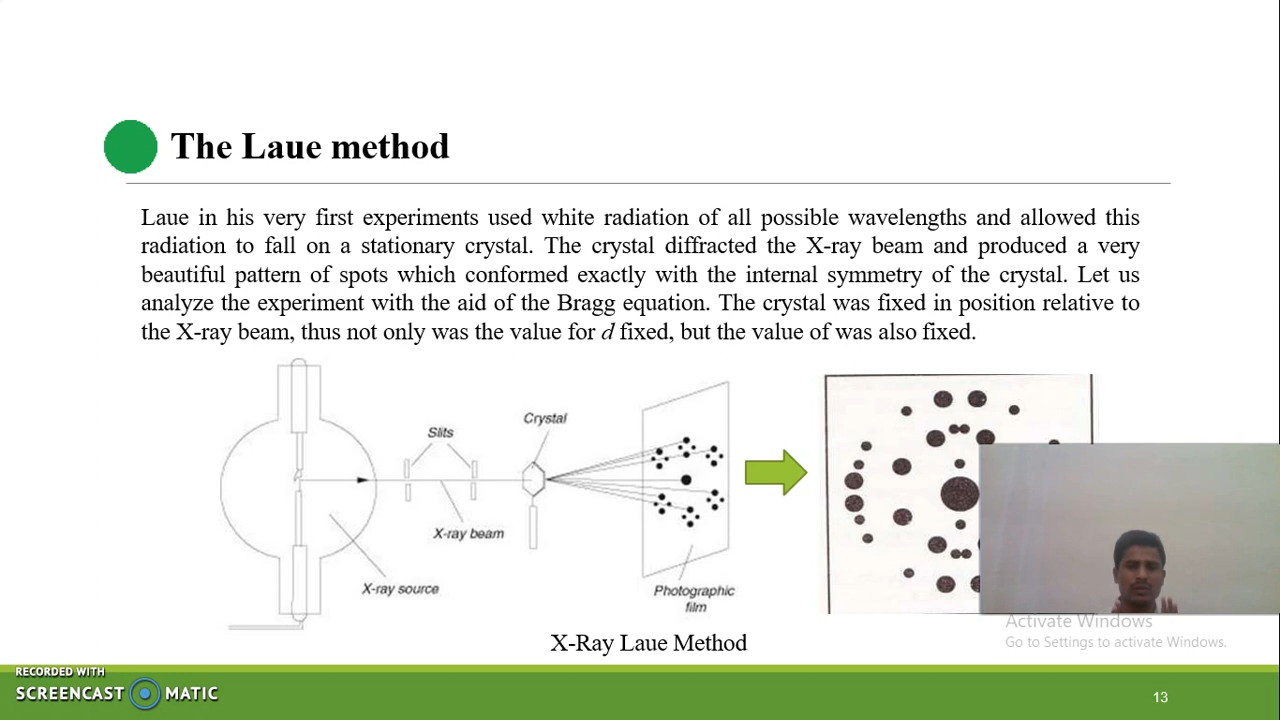 The Laue method
Laue in his very first experiments used white radiation of all possible wavelengths and allowed this
radiation to fall on a stationary crystal. The crystal diffracted the X-ray beam and produced a very
beautiful pattern of spots which conformed exactly with the internal symmetry of the crystal. Let us
analyze the experiment with the aid of the Bragg equation. The crystal was fixed in position relative to
the X-ray beam, thus not only was the value for d fixed, but the value of was also fixed.
Crystal
Slits
X-ray beam
X-ray source
Photographic
film
X-Ray Laue Method
Activate Windows
Go to Settings to activate Windows.
RECORDED WITH
SCREENCAST MATIC
13